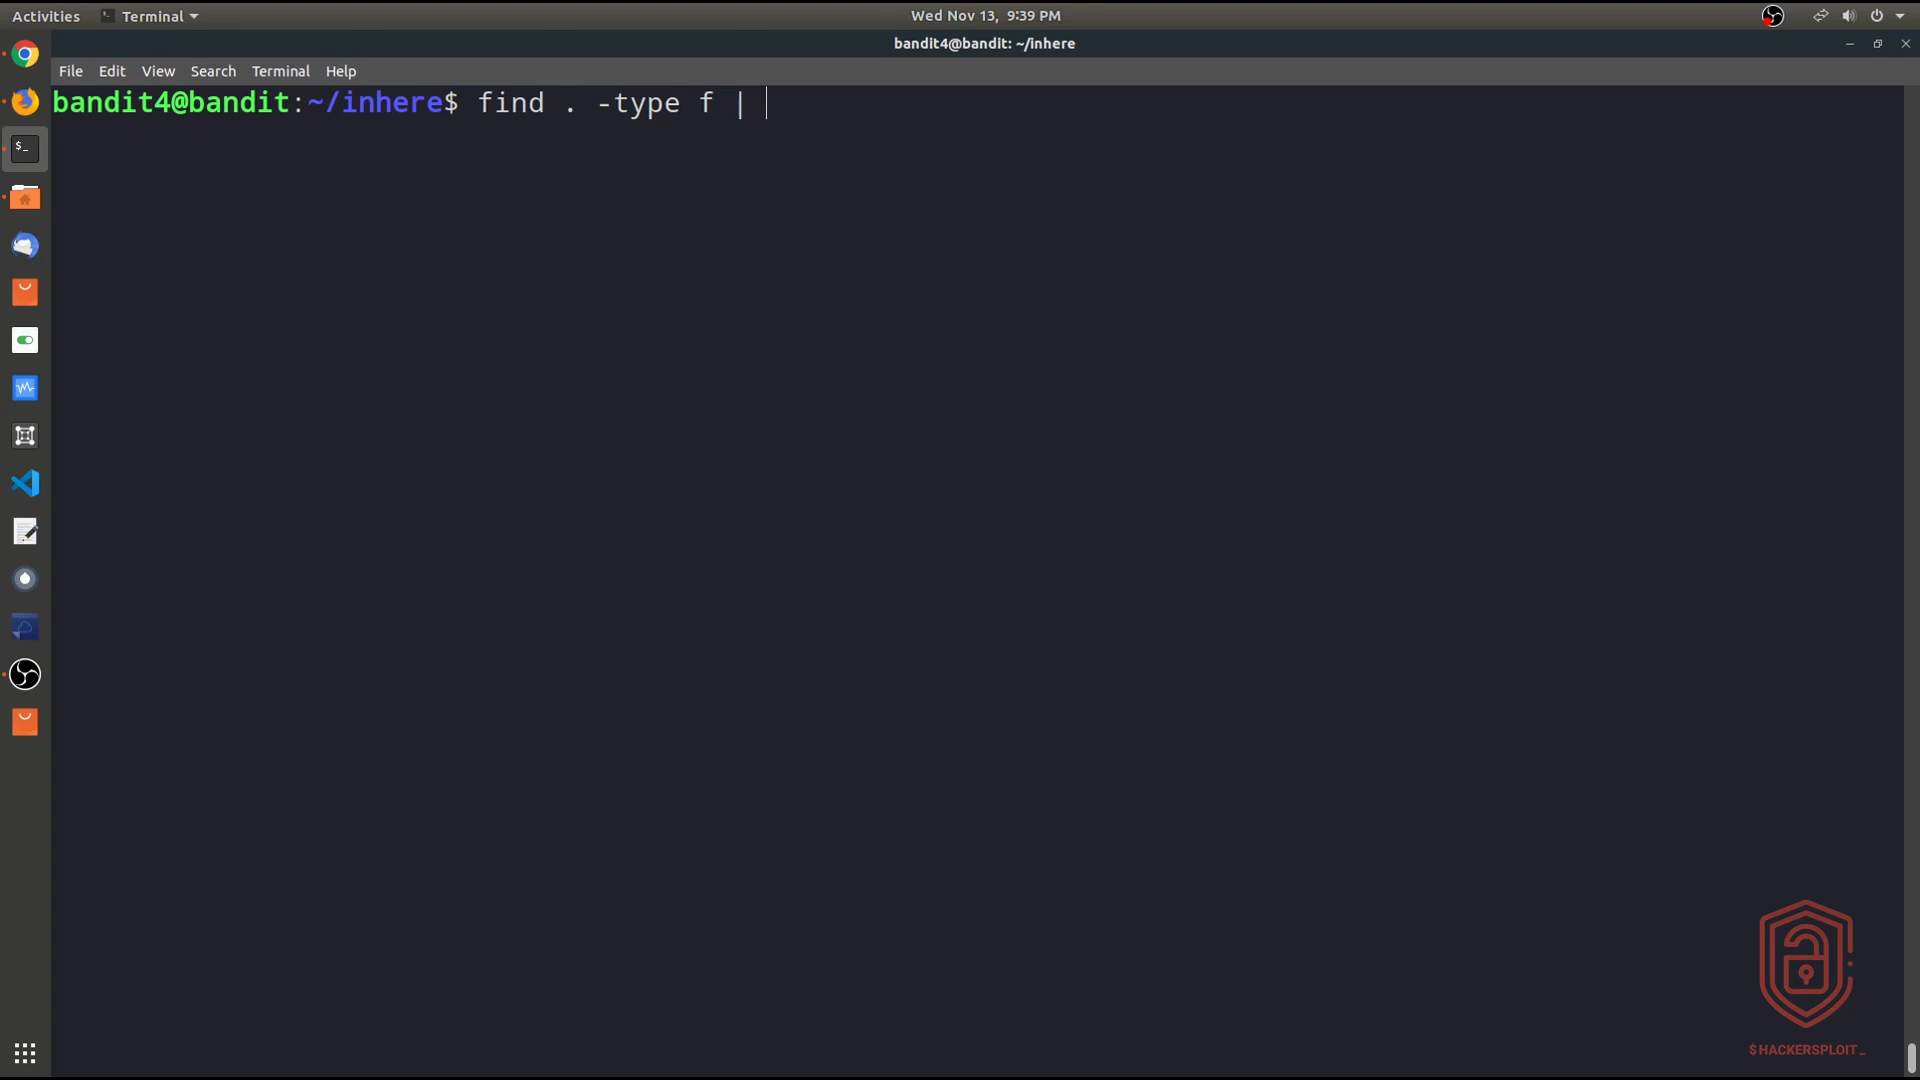 Activities Terminal Wed Nov 13, 9:39 PM
bandit4@bandit: ~/inhere
File Edit View Search Terminal Help
bandit4@bandit:~/inhere$ find . -type f |
$HACKERSPLOIT_